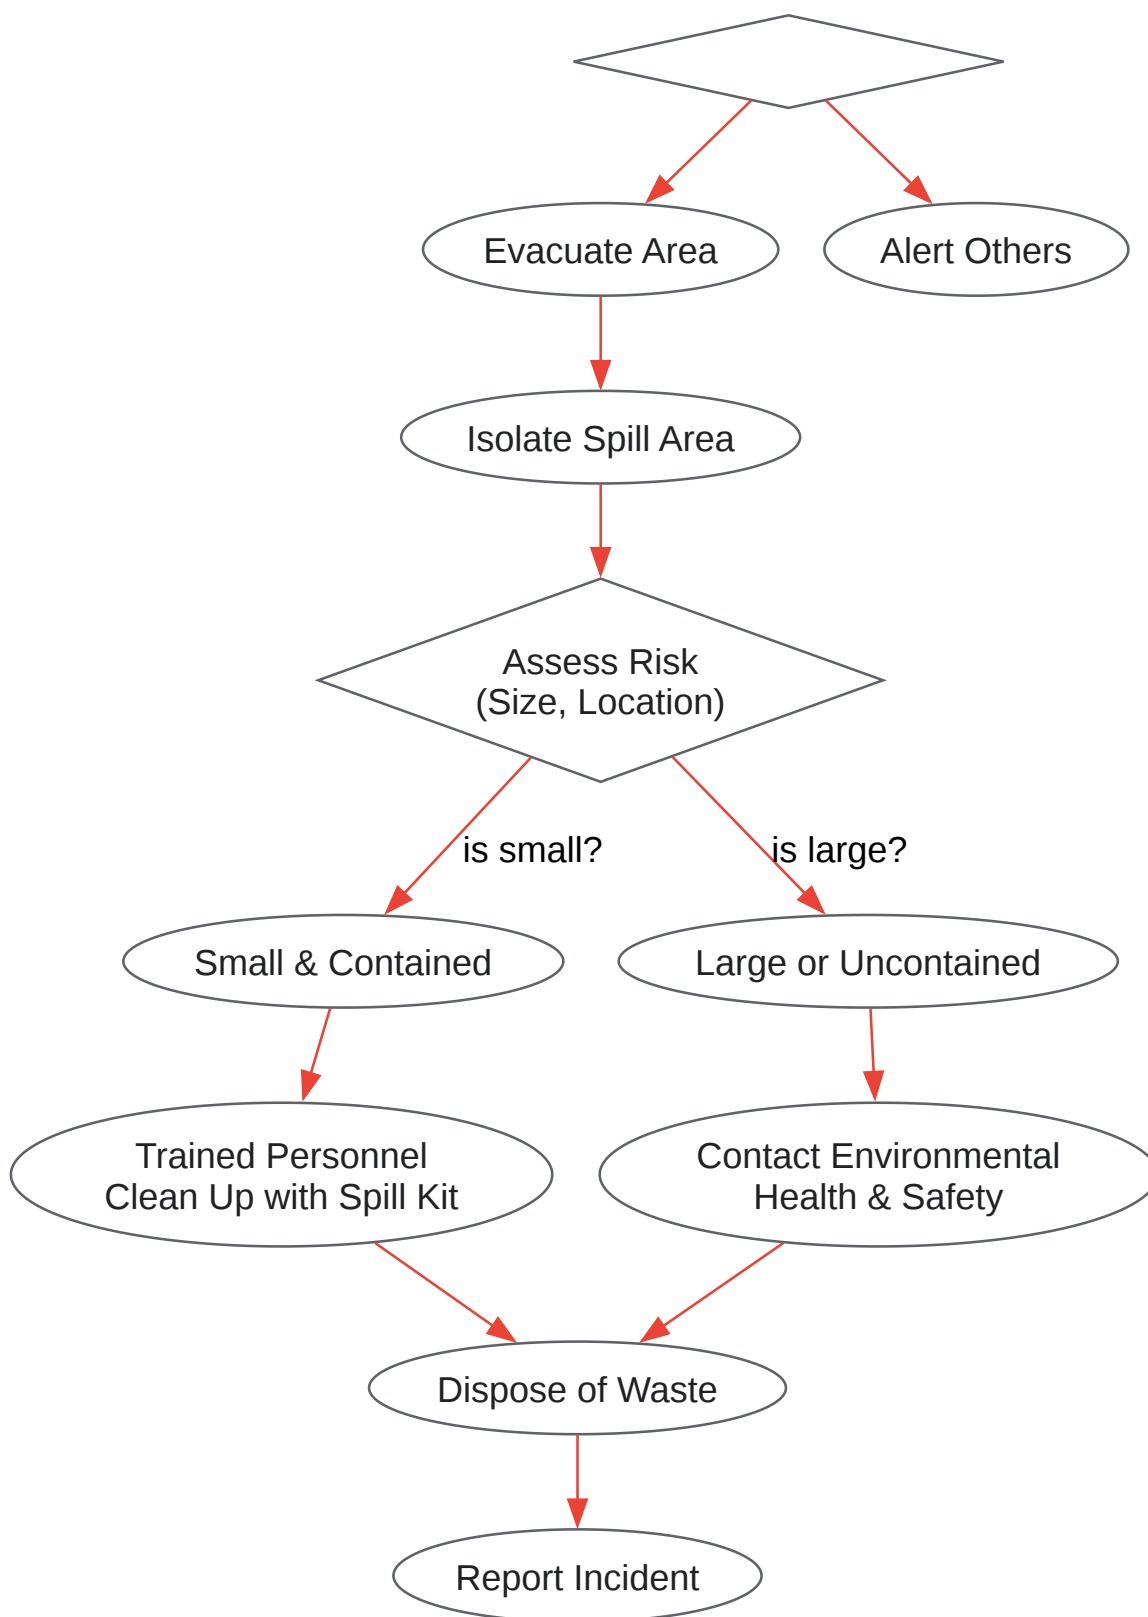 Evacuate Area
Alert Others
Isolate Spill Area
Assess Risk
(Size, Location)
is small?
is large?
Small & Contained
Large or Uncontained
Trained Personnel
Clean Up with Spill Kit
Contact Environmental
Health & Safety
Dispose of Waste
Report Incident